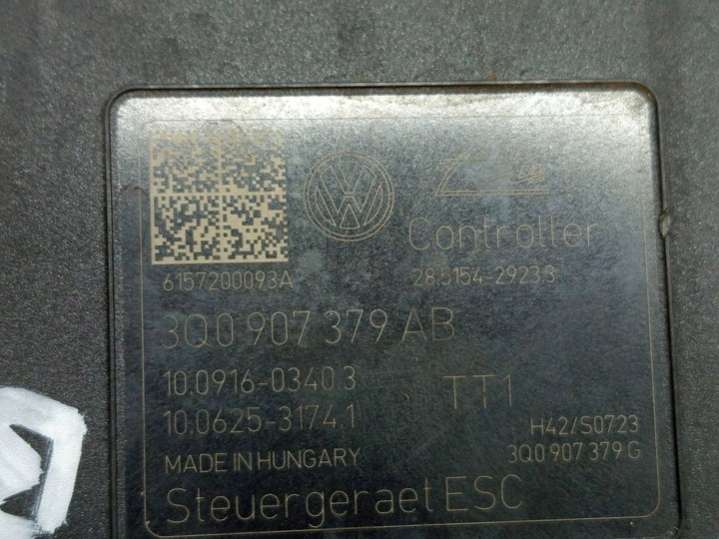 Controller
6157200093A 28.5154-2923.3
3Q0 907 379 AB
10.0916-0340.3 TT1
10.0625-3174.1 H42/S0723
MADE IN HUNGARY 3Q0 907 379 G
Steuergeraet ESC